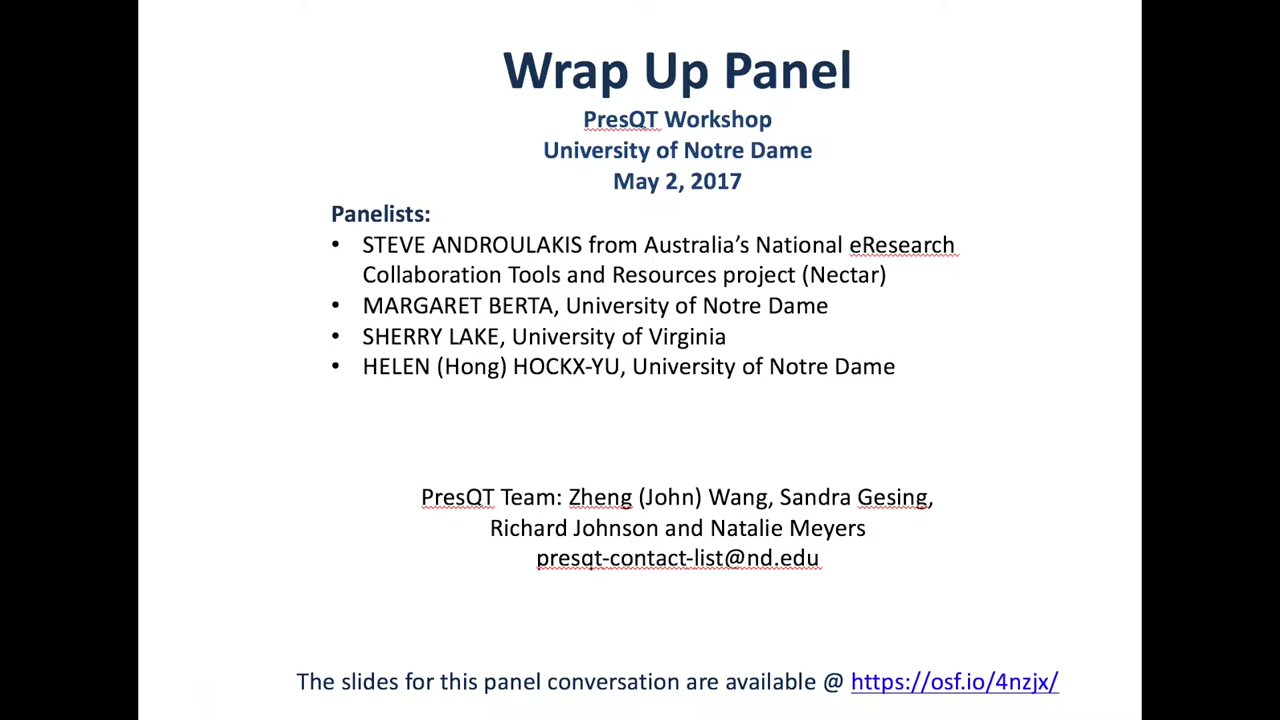 Wrap Up Panel
PresQT Workshop
University of Notre Dame
May 2, 2017
Panelists:
• STEVE ANDROULAKIS from Australia’s National eResearch
Collaboration Tools and Resources project (Nectar)
• MARGARET BERTA, University of Notre Dame
• SHERRY LAKE, University of Virginia
• HELEN (Hong) HOCKX-YU, University of Notre Dame
PresQT Team: Zheng (John) Wang, Sandra Gesing,
Richard Johnson and Natalie Meyers
presqt-contact-list@nd.edu
The slides for this panel conversation are available @ https://osf.io/4nzjx/